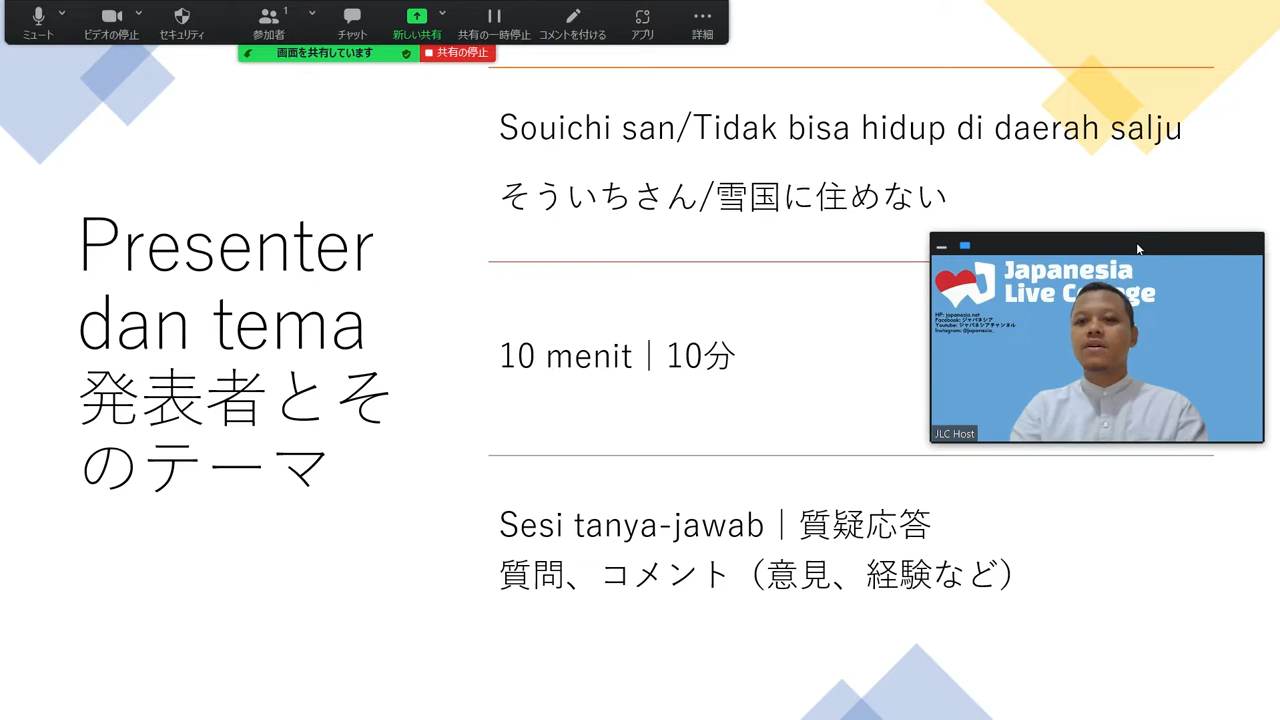 ミュート
ビデオの停止
セキュリティ
1
参加者
チャット
新しい共有
共有の一時停止
コメントを付ける
アプリ
詳細
画面を共有しています
共有の停止
Presenter
dan tema
発表者とそ
のテーマ
Souichi san/Tidak bisa hidup di daerah salju
そういちさん/雪国に住めない
10 menit｜10分
Sesi tanya-jawab｜質疑応答
質問、コメント（意見、経験など）
Japanesia
Live
HP: japanesia.net
Facebook: ジャパネシア
Youtube: ジャパネシアチャンネル
Instagram: @japanesia_
JLC Host